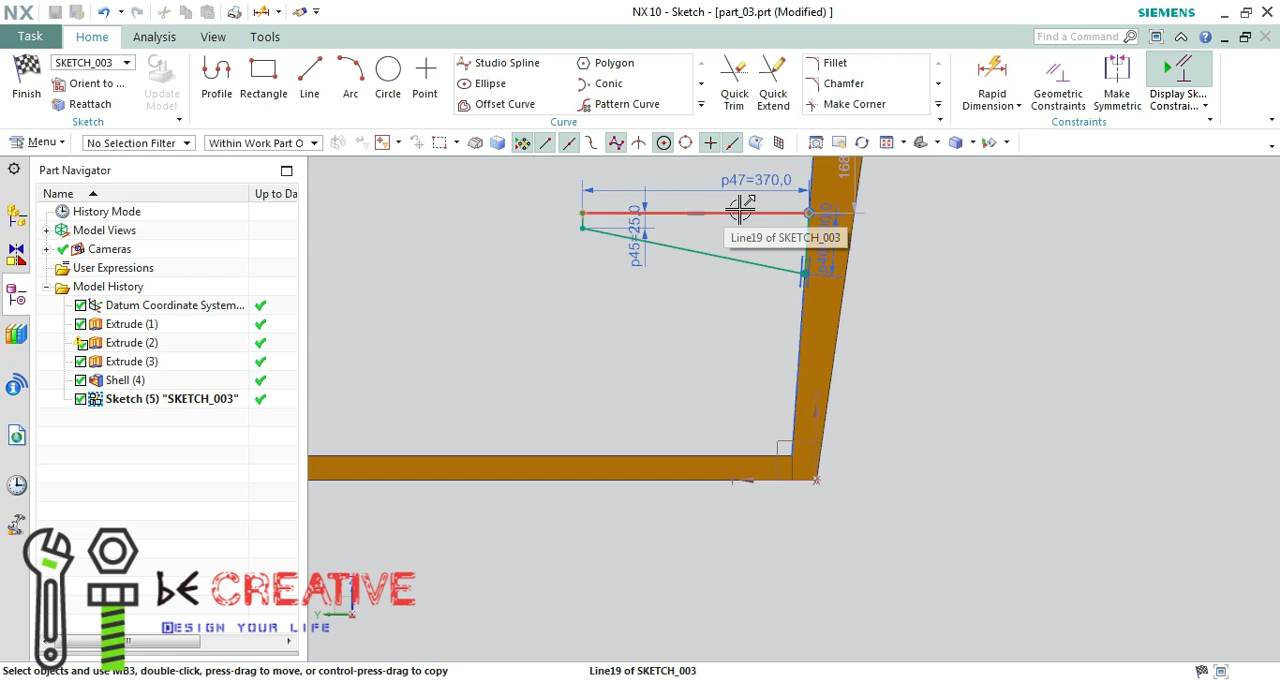 NX
NX 10 - Sketch - [part_03.prt (Modified) ]
SIEMENS
Task
Home
Analysis
View
Tools
Find a Command
SKETCH_003
Finish
Orient to ...
Reattach
Update
Model
Profile
Rectangle
Line
Arc
Circle
Point
Studio Spline
Polygon
Ellipse
Conic
Offset Curve
Pattern Curve
Quick
Trim
Quick
Extend
Fillet
Chamfer
Make Corner
Rapid
Dimension
Geometric
Constraints
Make
Symmetric
Display Sk...
Constrai...
Sketch
Curve
Constraints
Menu
No Selection Filter
Within Work Part O
Part Navigator
Name
Up to Da
History Mode
Model Views
Cameras
User Expressions
Model History
Datum Coordinate System...
Extrude (1)
Extrude (2)
Extrude (3)
Shell (4)
Sketch (5) "SKETCH_003"
p47=370,0
168
p45=25,0
Line19 of SKETCH_003
Y
bE CREATIVE
DESIGN YOUR LIFE
Select objects and use MB3, double-click, press-drag to move, or control-press-drag to copy
Line19 of SKETCH_003